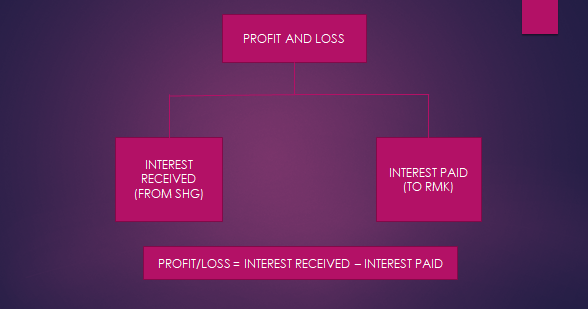 PROFIT AND LOSS
INTEREST
RECEIVED
(FROM SHG)
INTEREST PAID
(TO RMK)
PROFIT/LOSS = INTEREST RECEIVED – INTEREST PAID